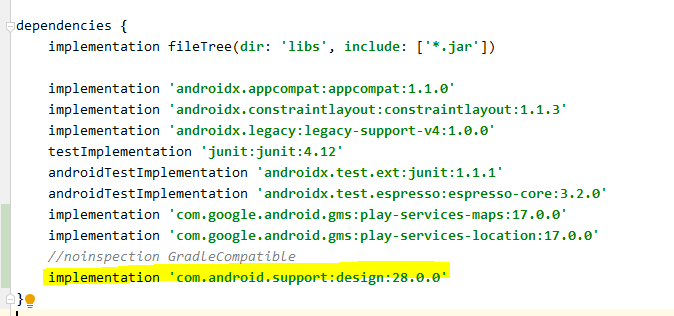 dependencies {
implementation fileTree(dir: 'libs', include: ['*.jar'])
implementation 'androidx.appcompat:appcompat:1.1.0'
implementation 'androidx.constraintlayout:constraintlayout:1.1.3'
implementation 'androidx.legacy:legacy-support-v4:1.0.0'
testImplementation 'junit:junit:4.12'
androidTestImplementation 'androidx.test.ext:junit:1.1.1'
androidTestImplementation 'androidx.test.espresso:espresso-core:3.2.0'
implementation 'com.google.android.gms:play-services-maps:17.0.0'
implementation 'com.google.android.gms:play-services-location:17.0.0'
//noinspection GradleCompatible
implementation 'com.android.support:design:28.0.0'
}